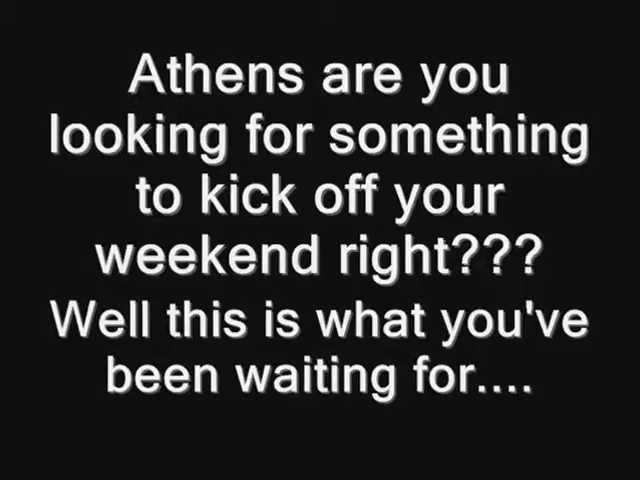 Athens are you
looking for something
to kick off your
weekend right???
Well this is what you've
been waiting for....